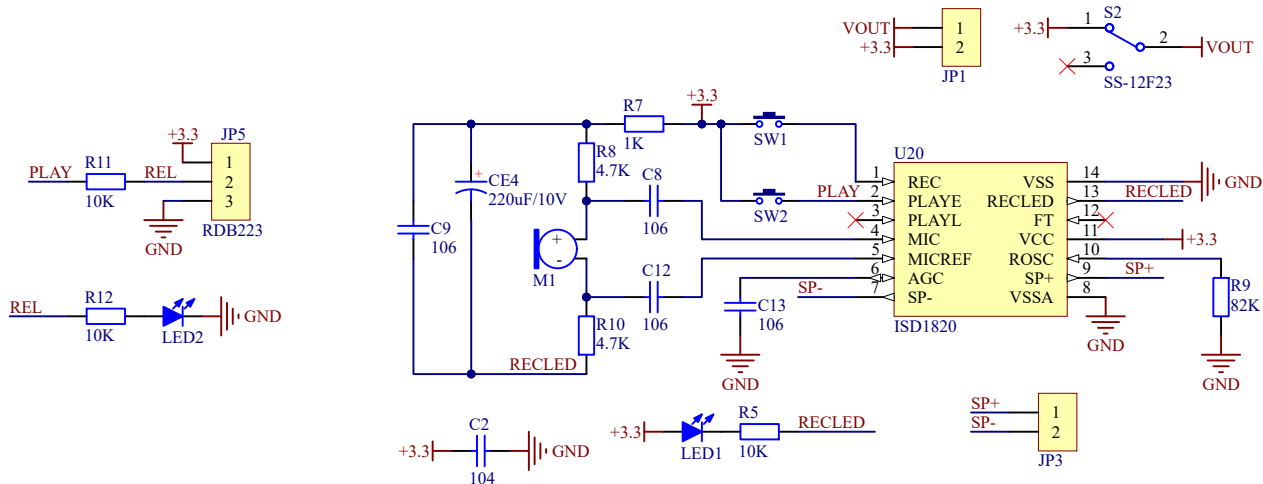 VOUT
+3.3
1
2
JP1
+3.3
1
S2
2
VOUT
3
SS-12F23
+3.3
JP5
PLAY
R11
10K
REL
1
2
3
GND
RDB223
REL
R12
10K
LED2
GND
+3.3
R7
1K
R8
4.7K
+
CE4
220uF/10V
C9
106
C8
106
+
-
M1
C12
106
R10
4.7K
RECLED
SW1
SW2
PLAY
SP-
C13
106
GND
U20
1 REC VSS 14
2 PLAYE RECLED 13
3 PLAYL FT 12
4 MIC VCC 11
5 MICREF ROSC 10
6 AGC SP+ 9
7 SP- VSSA 8
ISD1820
GND
RECLED
+3.3
SP+
GND
R9
82K
GND
+3.3
C2
104
GND
+3.3
LED1
R5
10K
RECLED
SP+
SP-
1
2
JP3